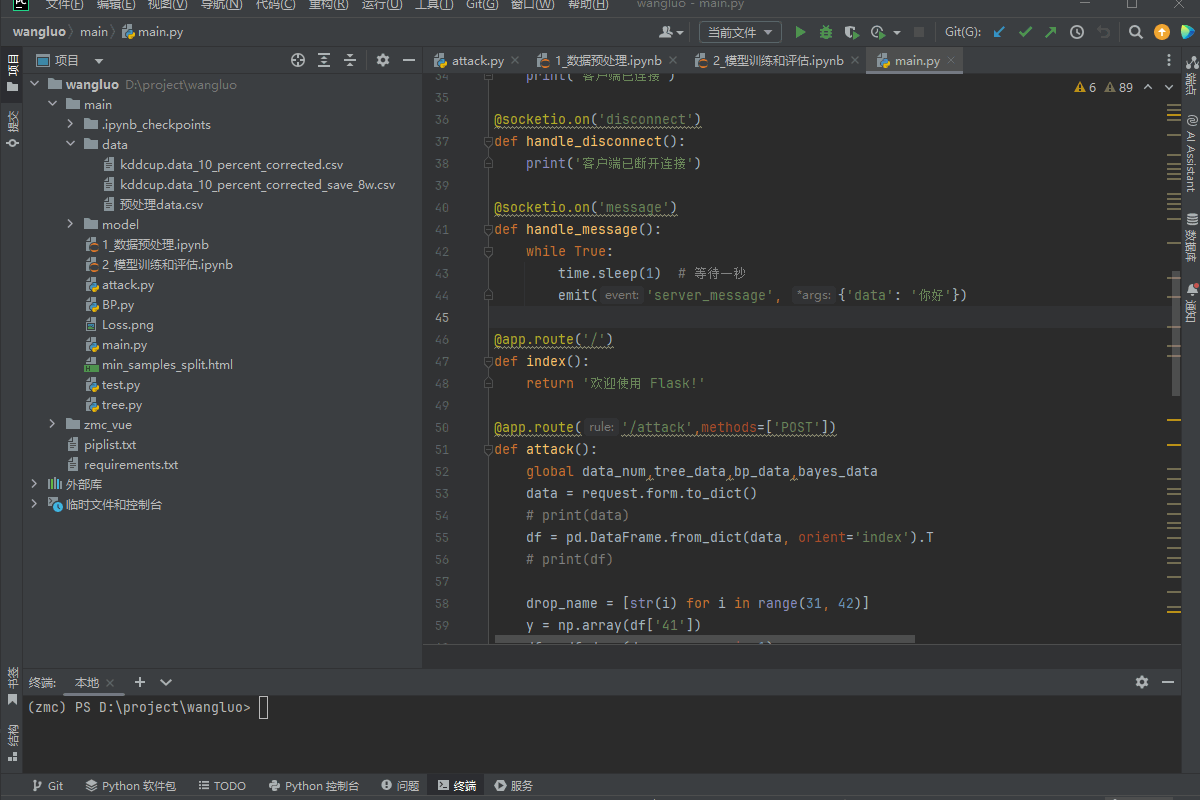 文件(F) 编辑(E) 视图(V) 导航(N) 代码(C) 重构(R) 运行(U) 工具(T) Git(G) 窗口(W) 帮助(H) wangluo - main.py
wangluo main main.py
当前文件 Git(G):
项目
attack.py 1_数据预处理.ipynb 2_模型训练和评估.ipynb main.py
wangluo D:\project\wangluo
main
.ipynb_checkpoints
data
kddcup.data_10_percent_corrected.csv
kddcup.data_10_percent_corrected_save_8w.csv
预处理data.csv
model
1_数据预处理.ipynb
2_模型训练和评估.ipynb
attack.py
BP.py
Loss.png
main.py
min_samples_split.html
test.py
tree.py
zmc_vue
piplist.txt
requirements.txt
外部库
临时文件和控制台
6 89
34 print('客户端已连接')
35
36 @socketio.on('disconnect')
37 def handle_disconnect():
38 print('客户端已断开连接')
39
40 @socketio.on('message')
41 def handle_message():
42 while True:
43 time.sleep(1) # 等待一秒
44 emit( event: 'server_message', *args: {'data': '你好'})
45
46 @app.route('/')
47 def index():
48 return '欢迎使用 Flask!'
49
50 @app.route( rule: '/attack',methods=['POST'])
51 def attack():
52 global data_num,tree_data,bp_data,bayes_data
53 data = request.form.to_dict()
54 # print(data)
55 df = pd.DataFrame.from_dict(data, orient='index').T
56 # print(df)
57
58 drop_name = [str(i) for i in range(31, 42)]
59 y = np.array(df['41'])
项目
提交
书签
结构
AI Assistant
数据库
通知
终端: 本地
(zmc) PS D:\project\wangluo>
Git Python 软件包 TODO Python 控制台 问题 终端 服务